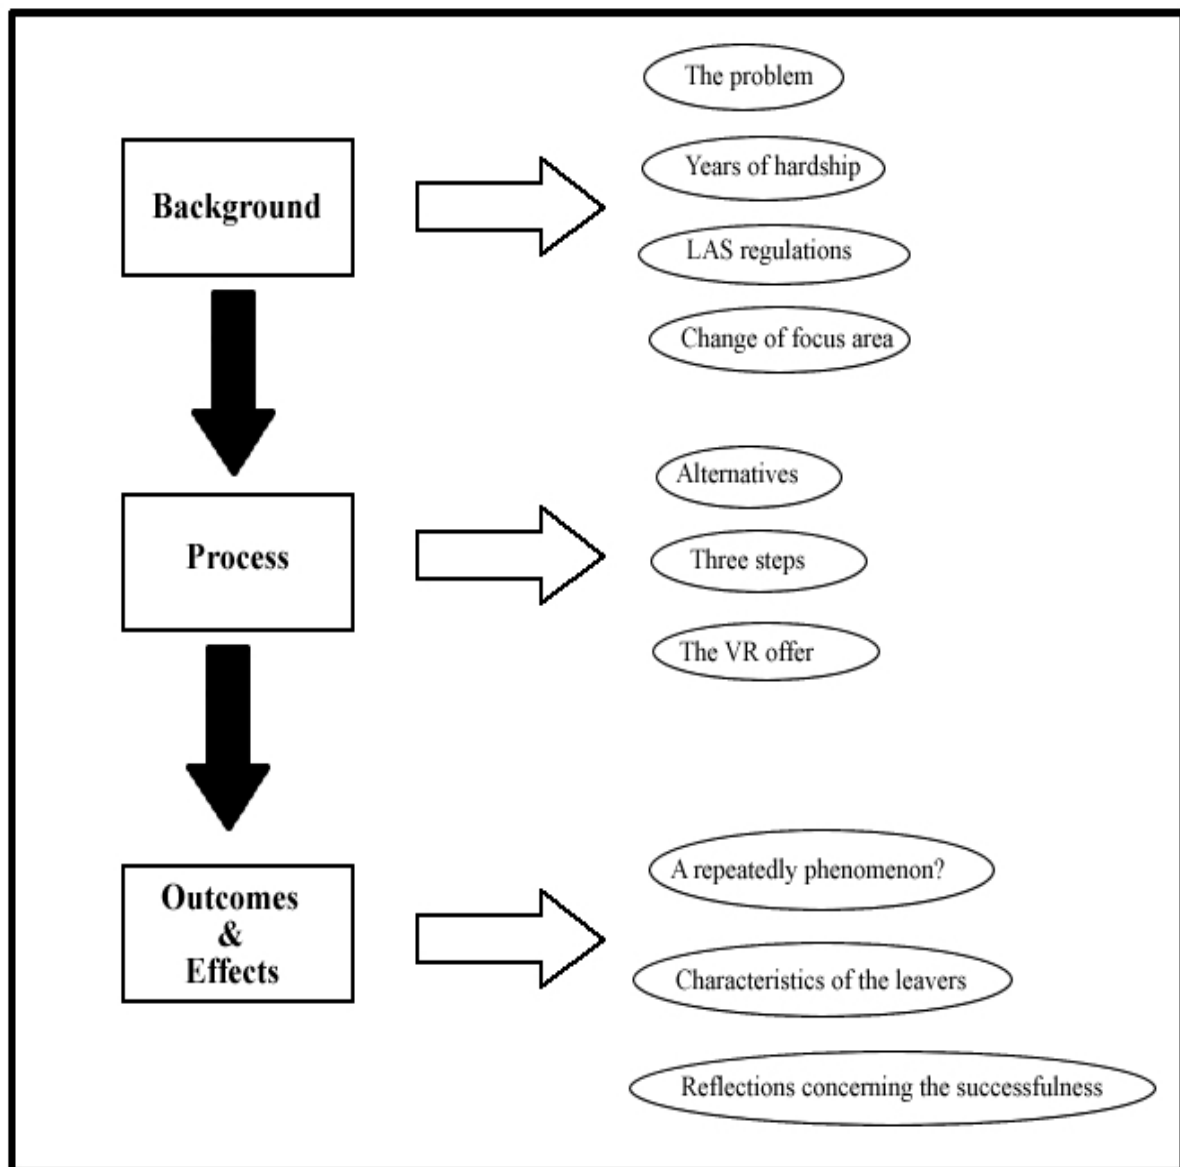 The problem
Years of hardship
Background
LAS regulations
Change of focus area
Alternatives
Process
Three steps
The VR offer
A repeatedly phenomenon?
Outcomes
&
Effects
Characteristics of the leavers
Reflections concerning the successfulness